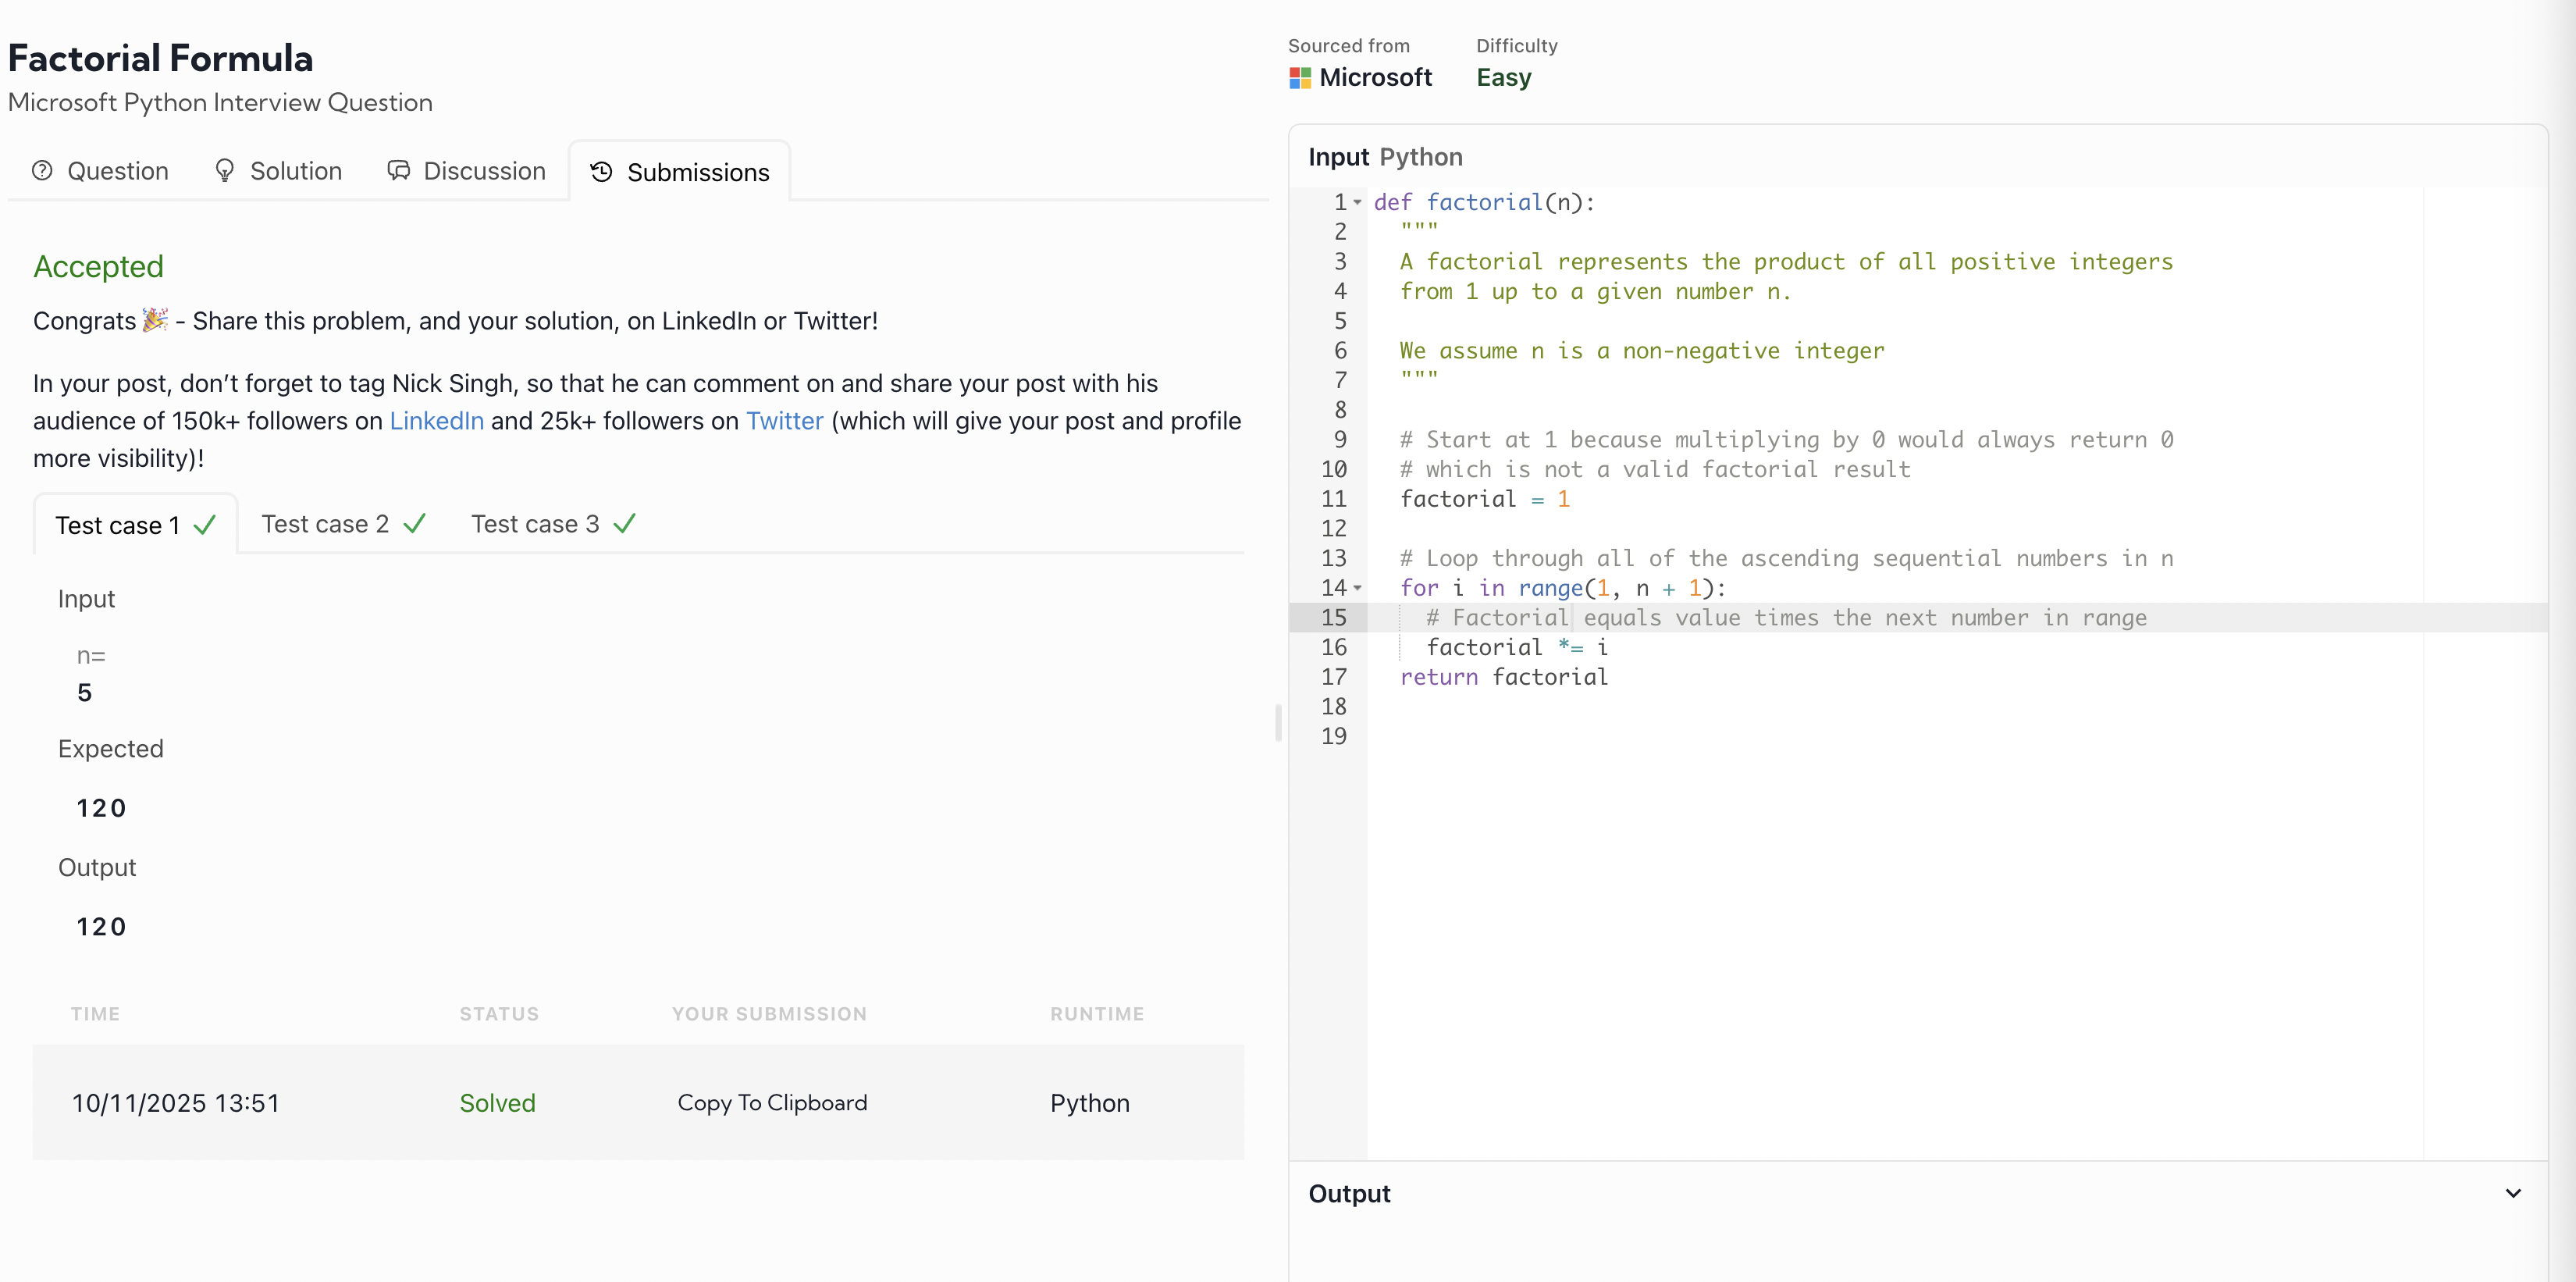 Factorial Formula
Microsoft Python Interview Question
Question
Solution
Discussion
Submissions
Accepted
Congrats 🎉 - Share this problem, and your solution, on LinkedIn or Twitter!
In your post, don’t forget to tag Nick Singh, so that he can comment on and share your post with his
audience of 150k+ followers on LinkedIn and 25k+ followers on Twitter (which will give your post and profile
more visibility)!
Test case 1
Test case 2
Test case 3
Input
n=
5
Expected
120
Output
120
TIME STATUS YOUR SUBMISSION RUNTIME
10/11/2025 13:51 Solved Copy To Clipboard Python
Sourced from
Microsoft
Difficulty
Easy
Input Python
1 def factorial(n):
2   """
3   A factorial represents the product of all positive integers
4   from 1 up to a given number n.
5
6   We assume n is a non-negative integer
7   """
8
9   # Start at 1 because multiplying by 0 would always return 0
10   # which is not a valid factorial result
11   factorial = 1
12
13   # Loop through all of the ascending sequential numbers in n
14   for i in range(1, n + 1):
15     # Factorial equals value times the next number in range
16     factorial *= i
17   return factorial
18
19
Output